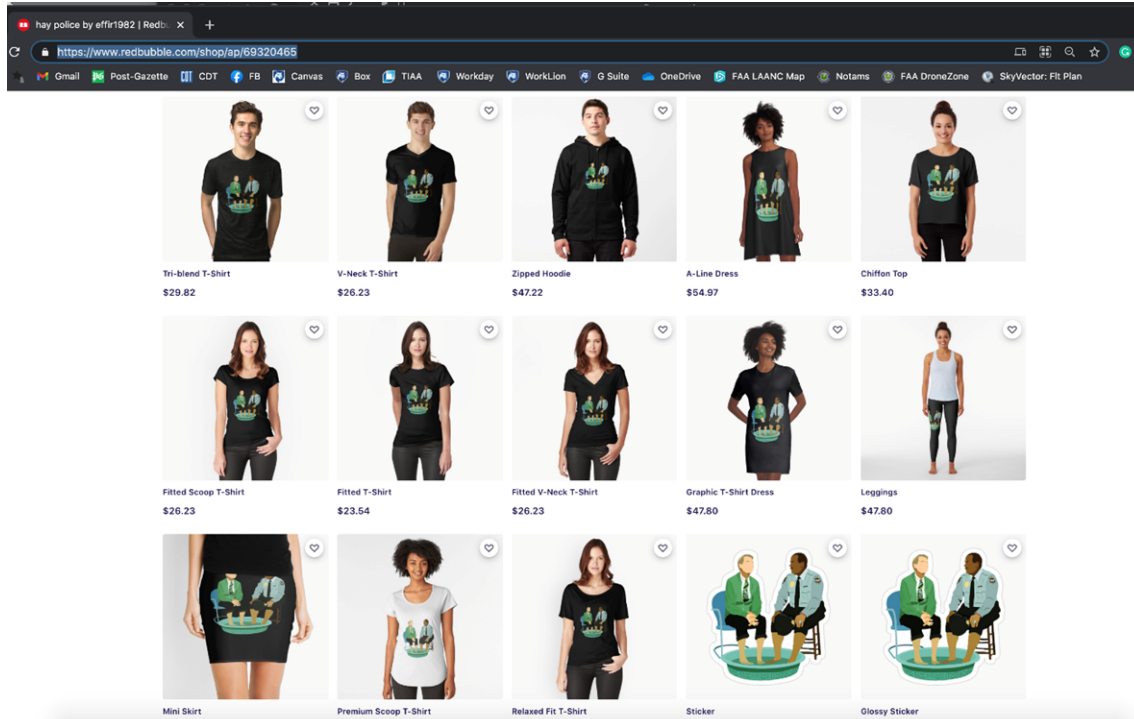 hay police by effir1982 | Redbu
https://www.redbubble.com/shop/ap/69320465
Gmail Post-Gazette CDT FB Canvas Box TIAA Workday WorkLion G Suite OneDrive FAA LAANC Map Notams FAA DroneZone SkyVector: Flt Plan
Tri-blend T-Shirt V-Neck T-Shirt Zipped Hoodie A-Line Dress Chiffon Top
$29.82 $26.23 $47.22 $54.97 $33.40
Fitted Scoop T-Shirt Fitted T-Shirt Fitted V-Neck T-Shirt Graphic T-Shirt Dress Leggings
$26.23 $23.54 $26.23 $47.80 $47.80
Mini Skirt Premium Scoop T-Shirt Relaxed Fit T-Shirt Sticker Glossy Sticker